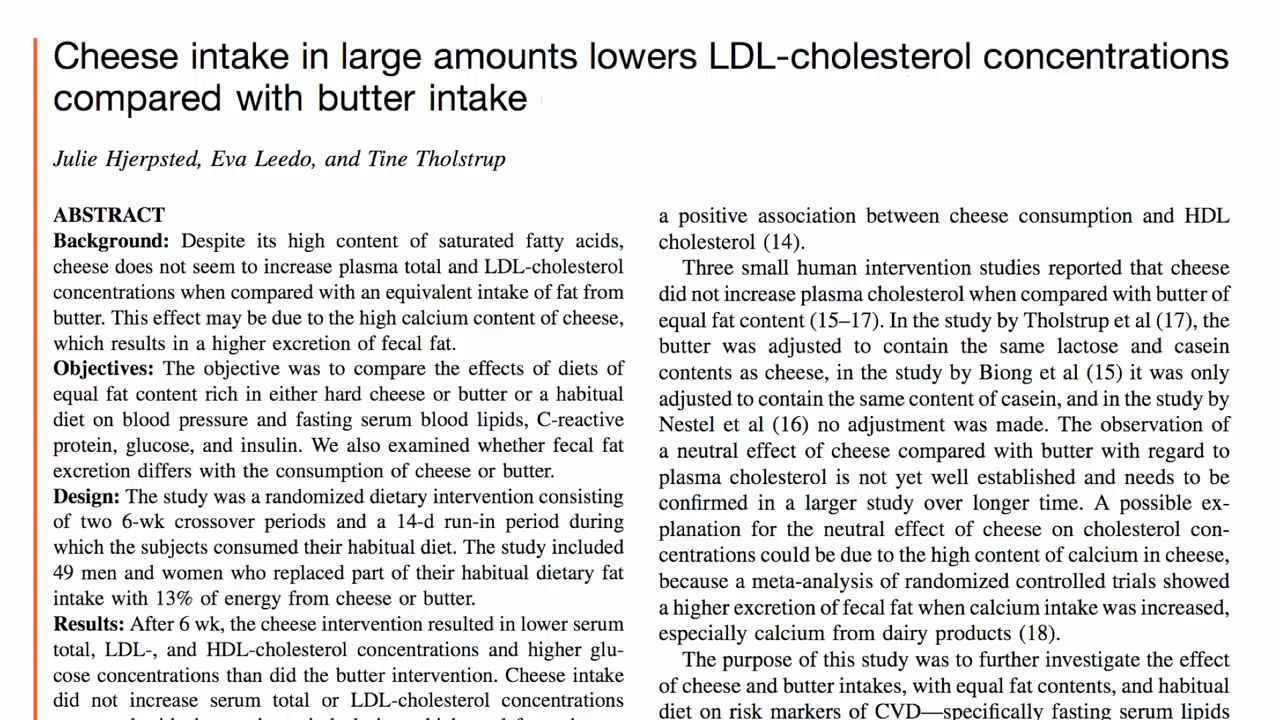 Cheese intake in large amounts lowers LDL-cholesterol concentrations
compared with butter intake
Julie Hjerpsted, Eva Leedo, and Tine Tholstrup
ABSTRACT
Background: Despite its high content of saturated fatty acids,
cheese does not seem to increase plasma total and LDL-cholesterol
concentrations when compared with an equivalent intake of fat from
butter. This effect may be due to the high calcium content of cheese,
which results in a higher excretion of fecal fat.
Objectives: The objective was to compare the effects of diets of
equal fat content rich in either hard cheese or butter or a habitual
diet on blood pressure and fasting serum blood lipids, C-reactive
protein, glucose, and insulin. We also examined whether fecal fat
excretion differs with the consumption of cheese or butter.
Design: The study was a randomized dietary intervention consisting
of two 6-wk crossover periods and a 14-d run-in period during
which the subjects consumed their habitual diet. The study included
49 men and women who replaced part of their habitual dietary fat
intake with 13% of energy from cheese or butter.
Results: After 6 wk, the cheese intervention resulted in lower serum
total, LDL-, and HDL-cholesterol concentrations and higher glu-
cose concentrations than did the butter intervention. Cheese intake
did not increase serum total or LDL-cholesterol concentrations
a positive association between cheese consumption and HDL
cholesterol (14).
Three small human intervention studies reported that cheese
did not increase plasma cholesterol when compared with butter of
equal fat content (15–17). In the study by Tholstrup et al (17), the
butter was adjusted to contain the same lactose and casein
contents as cheese, in the study by Biong et al (15) it was only
adjusted to contain the same content of casein, and in the study by
Nestel et al (16) no adjustment was made. The observation of
a neutral effect of cheese compared with butter with regard to
plasma cholesterol is not yet well established and needs to be
confirmed in a larger study over longer time. A possible ex-
planation for the neutral effect of cheese on cholesterol con-
centrations could be due to the high content of calcium in cheese,
because a meta-analysis of randomized controlled trials showed
a higher excretion of fecal fat when calcium intake was increased,
especially calcium from dairy products (18).
The purpose of this study was to further investigate the effect
of cheese and butter intakes, with equal fat contents, and habitual
diet on risk markers of CVD—specifically fasting serum lipids